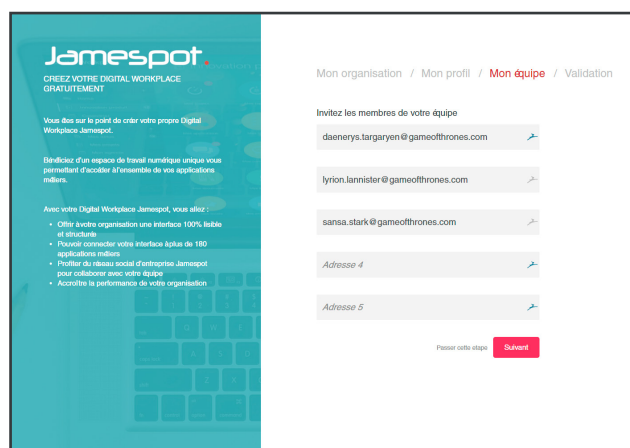 Jamespot.
CREEZ VOTRE DIGITAL WORKPLACE
GRATUITEMENT
Vous êtes sur le point de créer votre propre Digital
Workplace Jamespot.
Bénéficiez d'un espace de travail numérique unique vous
permettant d'accéder à l'ensemble de vos applications
métiers.
Avec votre Digital Workplace Jamespot, vous allez :
• Offrir à votre organisation une interface 100% lisible
et structurée
• Pouvoir connecter votre interface à plus de 180
applications métiers
• Profiter du réseau social d'entreprise Jamespot
pour collaborer avec votre équipe
• Accroître la performance de votre organisation
Mon organisation / Mon profil / Mon équipe / Validation
Invitez les membres de votre équipe
daenerys.targaryen@gameofthrones.com
lyrion.lannister@gameofthrones.com
sansa.stark@gameofthrones.com
Adresse 4
Adresse 5
Passer cette etape Suivant